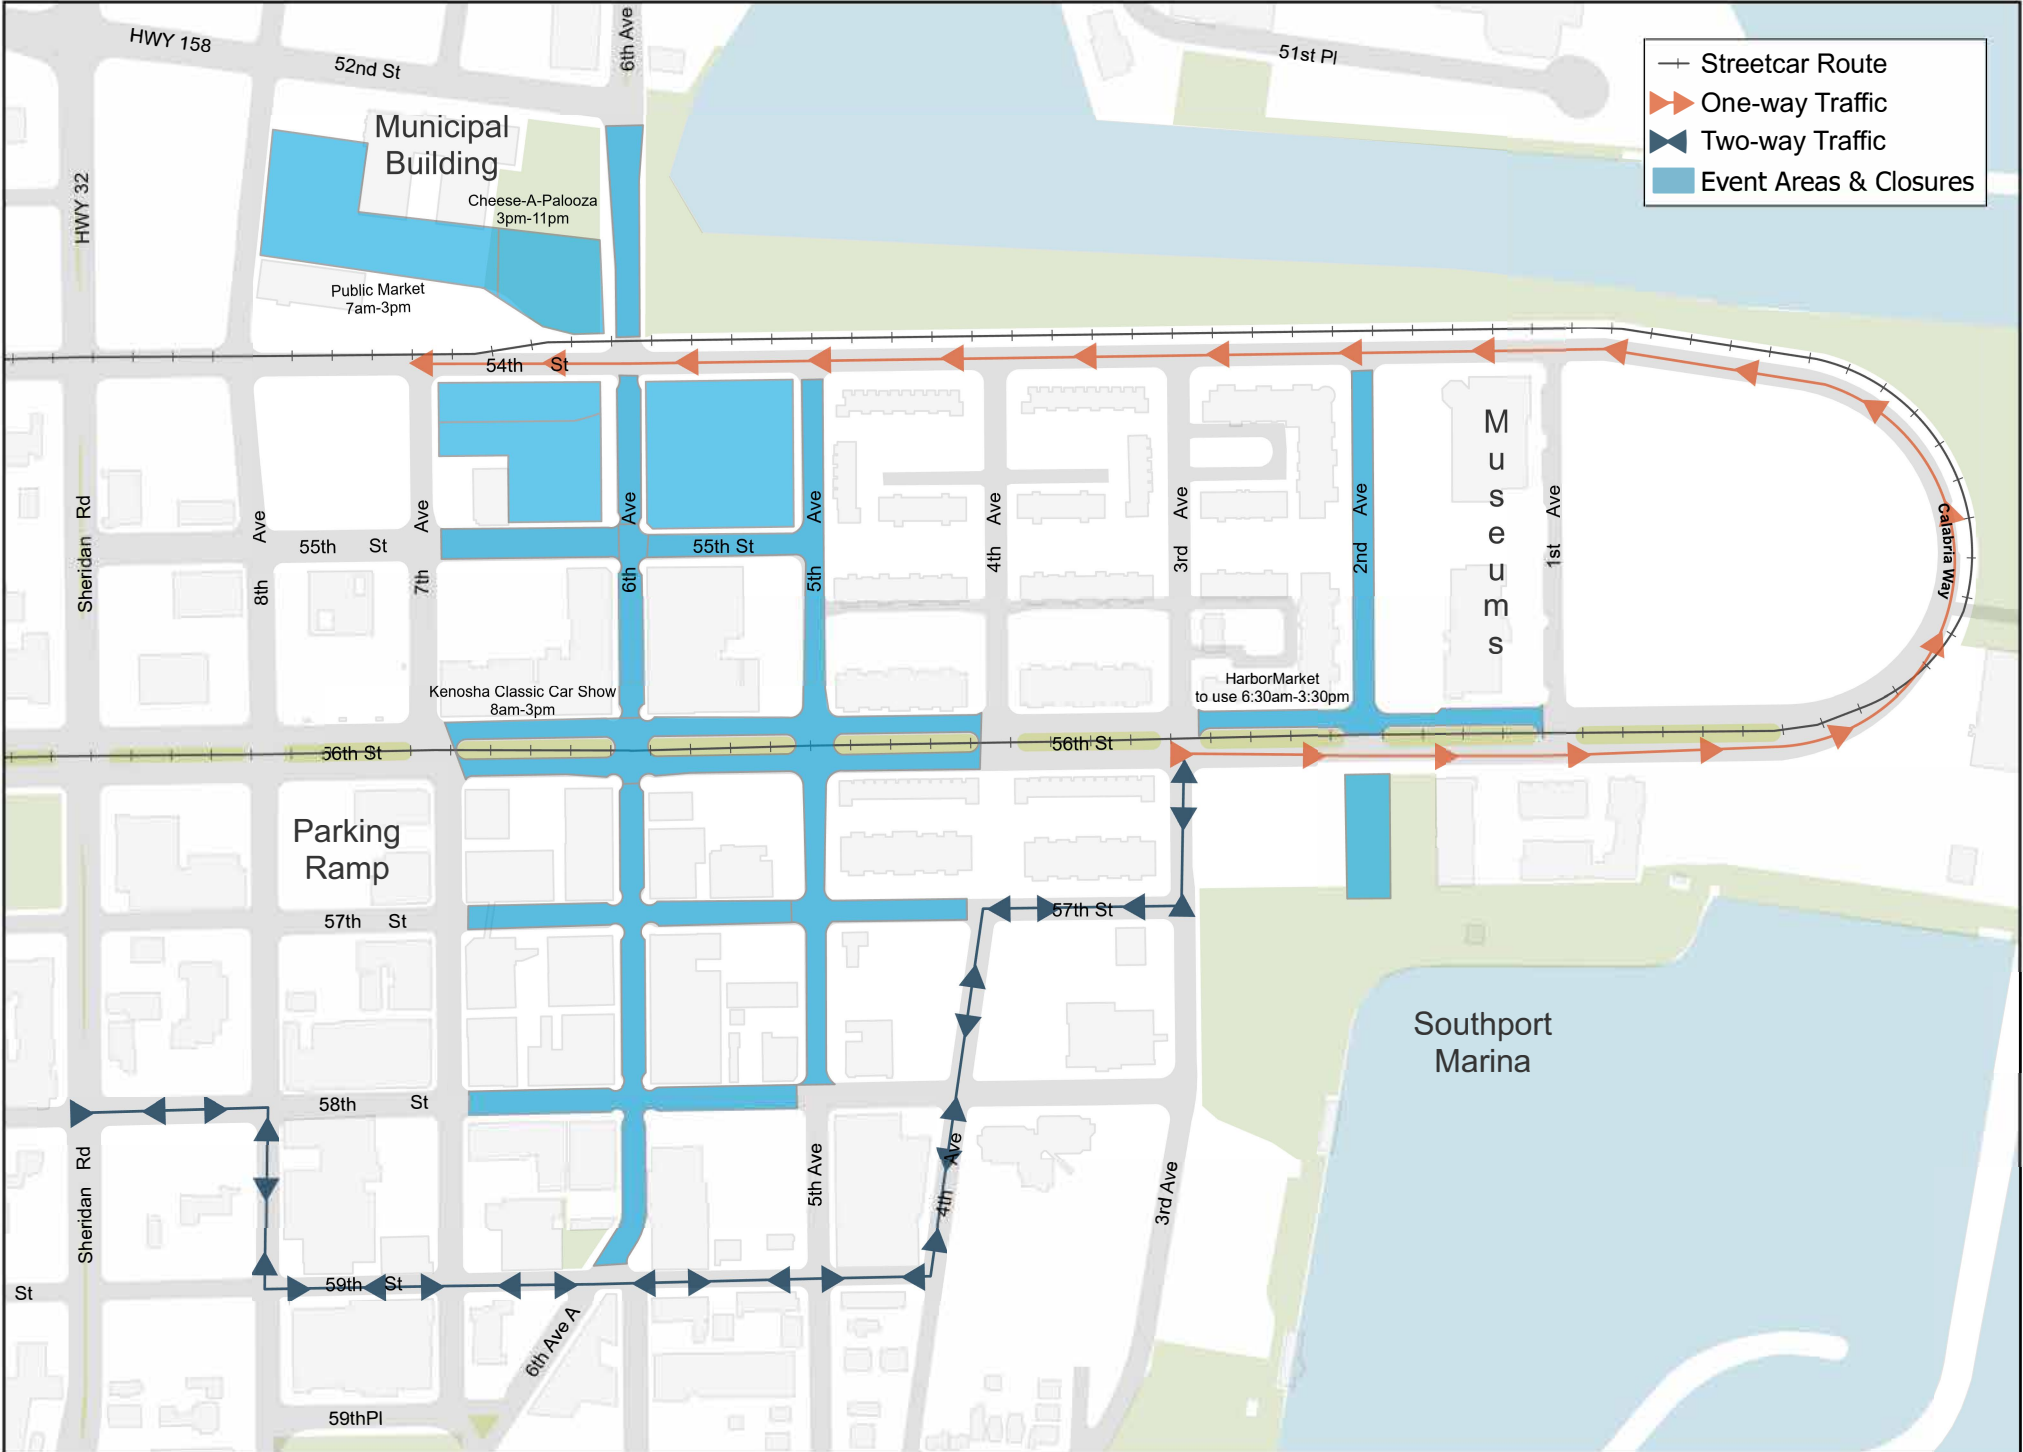 HWY 158
52nd St
6th Ave
51st Pl
Streetcar Route
One-way Traffic
Two-way Traffic
Event Areas & Closures
Municipal
Building
HWY 32
Cheese-A-Palooza
3pm-11pm
Public Market
7am-3pm
54th St
Museums
Sheridan Rd
8th Ave
55th St
7th Ave
6th Ave
55th St
5th Ave
4th Ave
3rd Ave
2nd Ave
1st Ave
Calabria Way
Kenosha Classic Car Show
8am-3pm
HarborMarket
to use 6:30am-3:30pm
56th St
56th St
Parking
Ramp
57th St
57th St
Southport
Marina
58th St
Sheridan Rd
5th Ave
4th Ave
3rd Ave
St
59th St
6th Ave A
59thPl